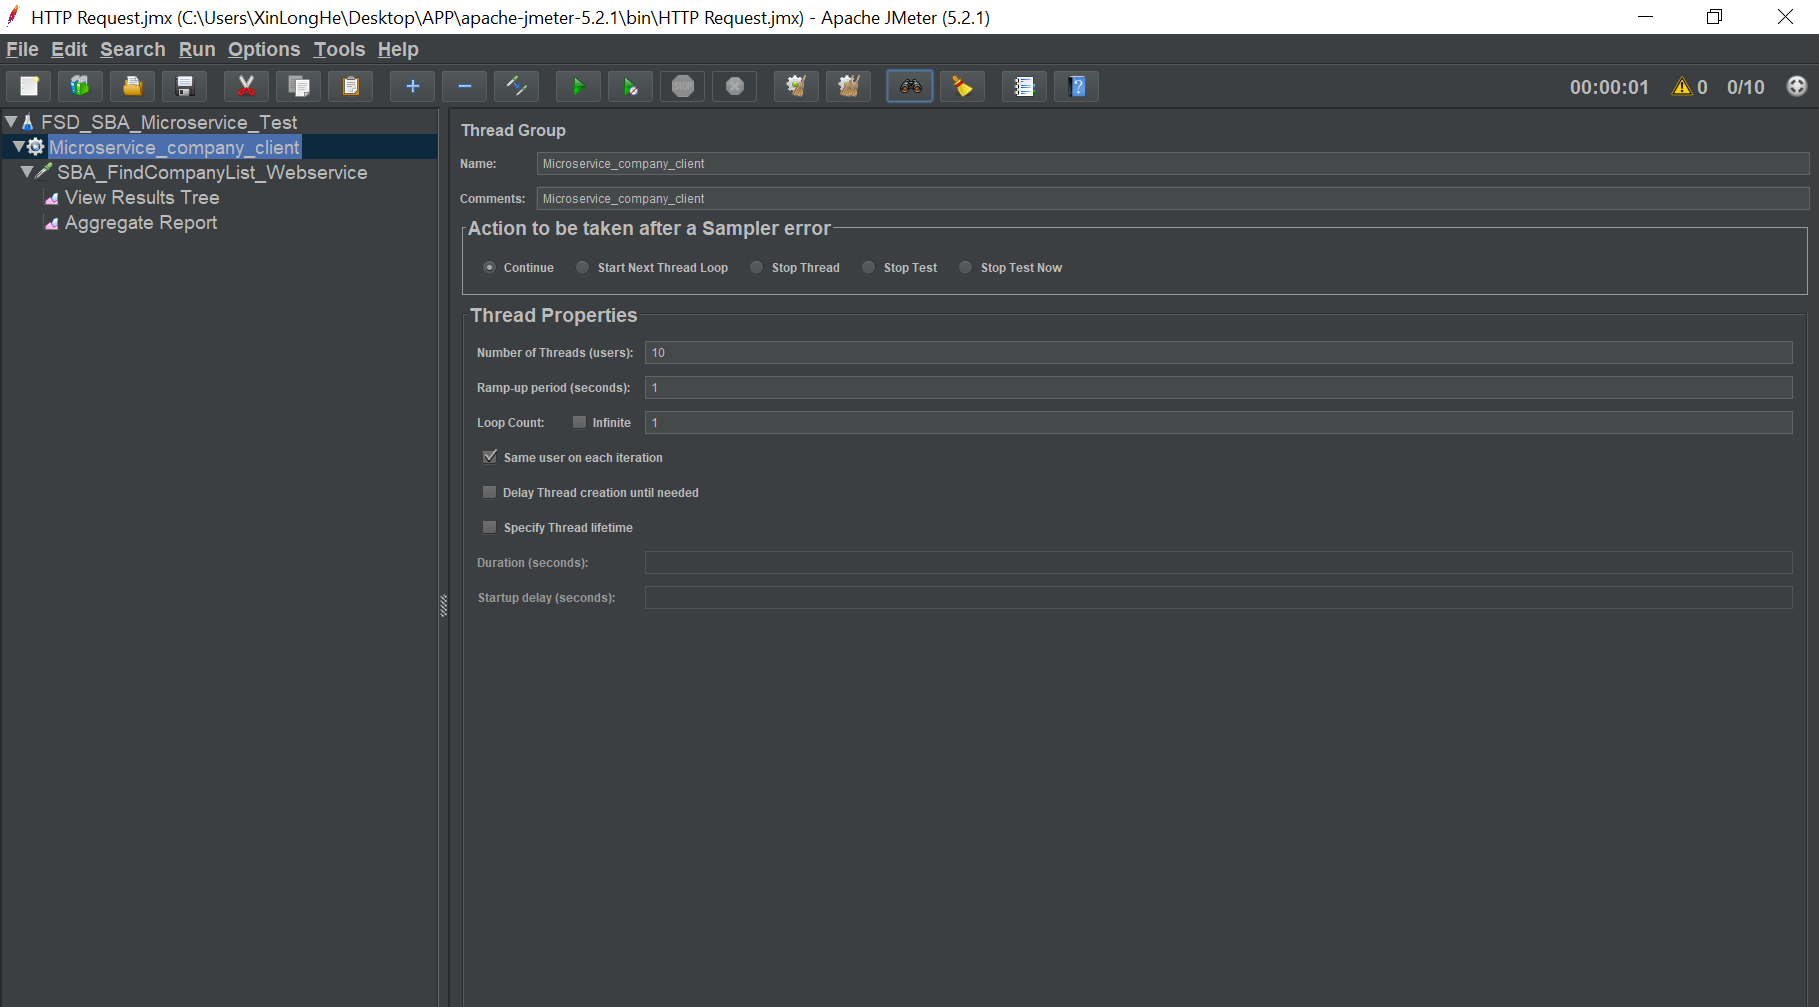 HTTP Request.jmx (C:\Users\XinLongHe\Desktop\APP\apache-jmeter-5.2.1\bin\HTTP Request.jmx) - Apache JMeter (5.2.1)
File Edit Search Run Options Tools Help
STOP
00:00:01 0 0/10
FSD_SBA_Microservice_Test
Microservice_company_client
SBA_FindCompanyList_Webservice
View Results Tree
Aggregate Report
Thread Group
Name: Microservice_company_client
Comments: Microservice_company_client
Action to be taken after a Sampler error
Continue Start Next Thread Loop Stop Thread Stop Test Stop Test Now
Thread Properties
Number of Threads (users): 10
Ramp-up period (seconds): 1
Loop Count: Infinite 1
Same user on each iteration
Delay Thread creation until needed
Specify Thread lifetime
Duration (seconds):
Startup delay (seconds):